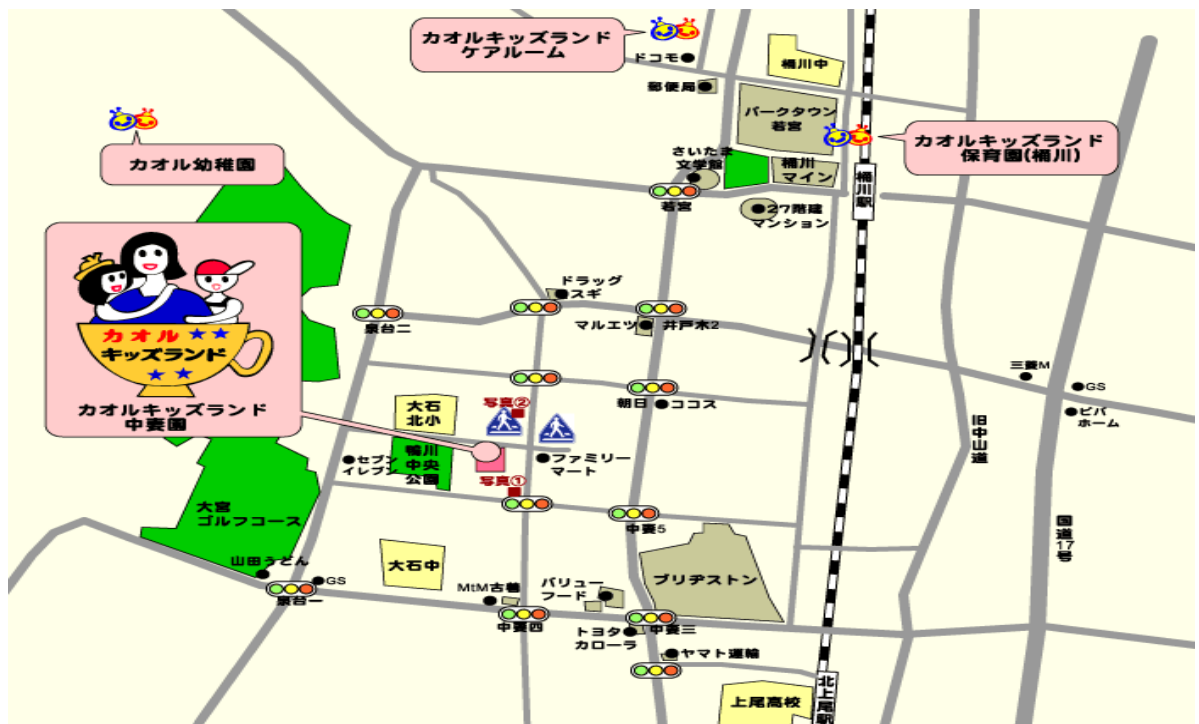 カオルキッズランド
ケアルーム
ドコモ
桶川中
郵便局
パークタウン
若宮
カオルキッズランド
保育園(桶川)
カオル幼稚園
さいたま
文学館
桶川
マイン
桶川駅
若宮
27階建
マンション
カオル
キッズランド
カオルキッズランド
中妻園
ドラッグ
スギ
泉台二
マルエツ
井戸木2
三菱M
GS
ビバ
ホーム
朝日
ココス
大石
北小
写真②
旧中山道
セブン
イレブン
鴨川
中央
公園
ファミリー
マート
写真①
大宮
ゴルフコース
中妻5
国道17号
山田うどん
GS
泉台一
大石中
MtM古着
バリュー
フード
ブリヂストン
中妻四
トヨタ
カローラ
中妻三
ヤマト運輸
北上尾駅
上尾高校